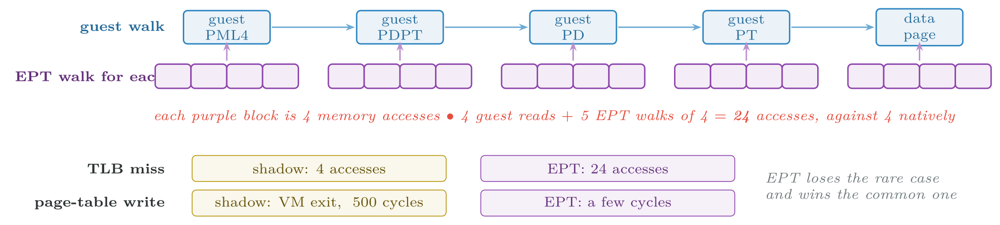 guest walk
guest
PML4
guest
PDPT
guest
PD
guest
PT
data
page
EPT walk for eac
each purple block is 4 memory accesses • 4 guest reads + 5 EPT walks of 4 = 24 accesses, against 4 natively
TLB miss
shadow: 4 accesses
EPT: 24 accesses
page-table write
shadow: VM exit, 500 cycles
EPT: a few cycles
EPT loses the rare case
and wins the common one